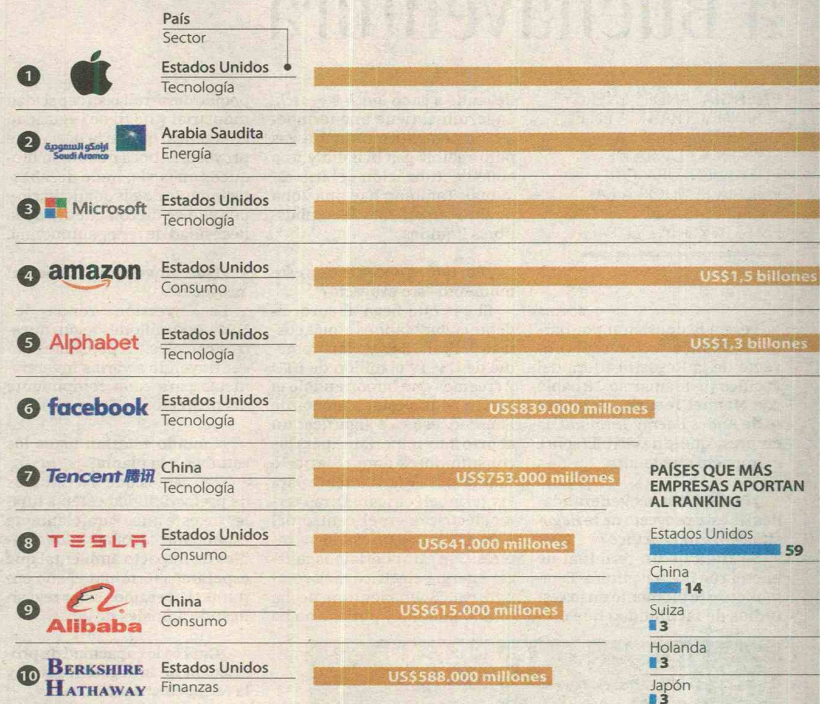 País
Sector
1
Estados Unidos
Tecnología
2
أرامكو السعودية
Saudi Aramco
Arabia Saudita
Energía
3
Microsoft
Estados Unidos
Tecnología
4
amazon
Estados Unidos
Consumo
US$1,5 billones
5
Alphabet
Estados Unidos
Tecnología
US$1,3 billones
6
facebook
Estados Unidos
Tecnología
US$839.000 millones
7
Tencent 腾讯
China
Tecnología
US$753.000 millones
8
TESLA
Estados Unidos
Consumo
US641.000 millones
9
Alibaba
China
Consumo
US$615.000 millones
10
BERKSHIRE
HATHAWAY
Estados Unidos
Finanzas
US$588.000 millones
PAÍSES QUE MÁS
EMPRESAS APORTAN
AL RANKING
Estados Unidos
59
China
14
Suiza
3
Holanda
3
Japón
3